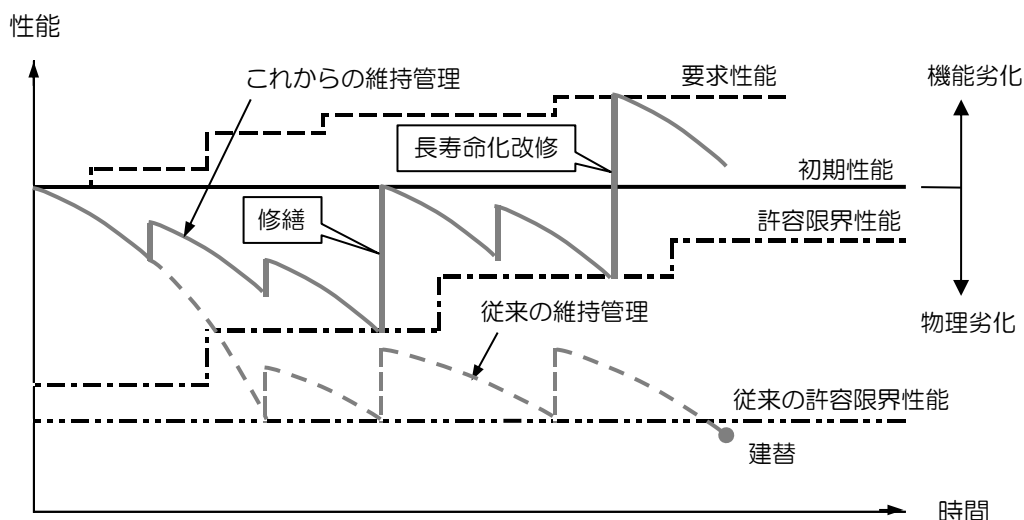 性能
これからの維持管理
要求性能
機能劣化
長寿命化改修
初期性能
修繕
許容限界性能
従来の維持管理
物理劣化
従来の許容限界性能
建替
時間